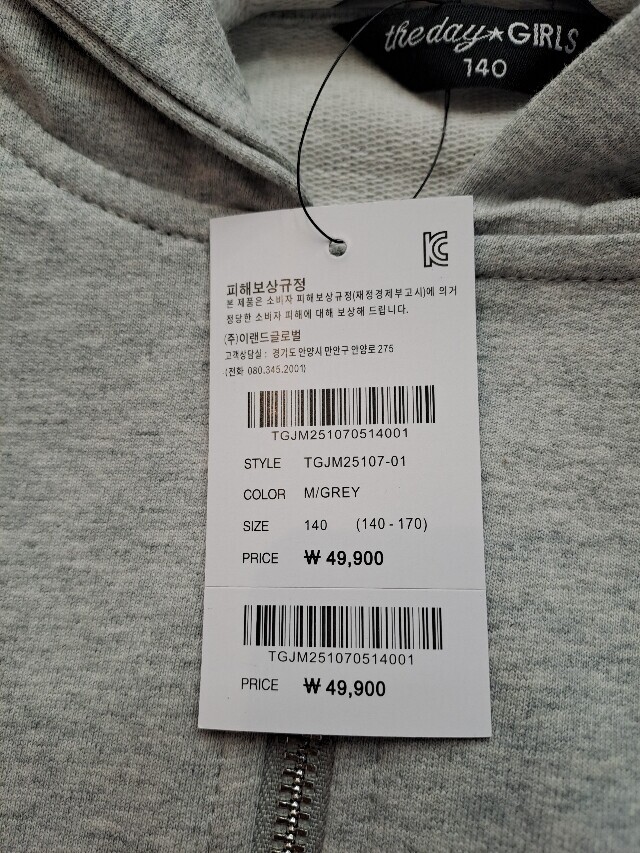 the day★GIRLS
140
피해보상규정
본 제품은 소비자 피해보상규정(재정경제부고시)에 의거
정당한 소비자 피해에 대해 보상해 드립니다.
(주)이랜드글로벌
고객상담실 : 경기도 안양시 만안구 안양로 275
(전화 080.345.2001)
TGJM251070514001
STYLE TGJM25107-01
COLOR M/GREY
SIZE 140 (140 - 170)
PRICE ₩ 49,900
TGJM251070514001
PRICE ₩ 49,900